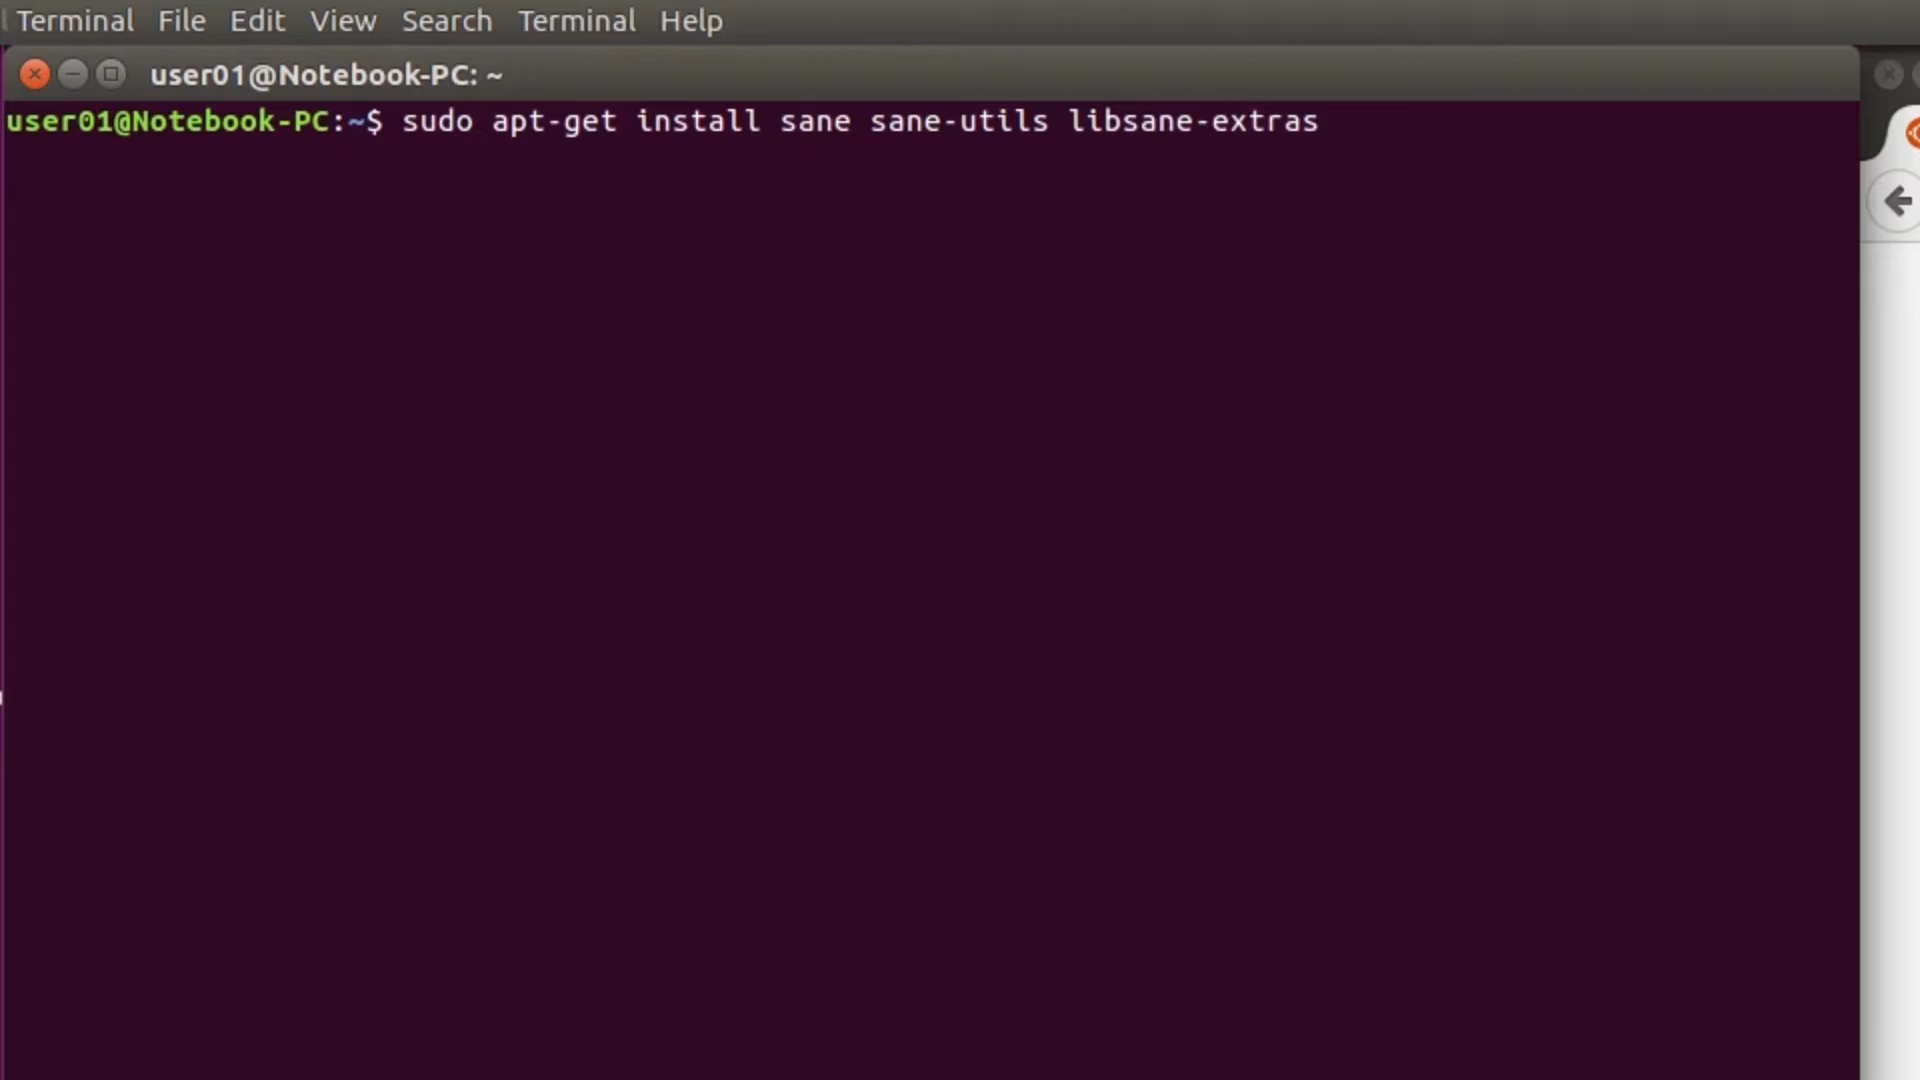 Terminal File Edit View Search Terminal Help
user01@Notebook-PC: ~
user01@Notebook-PC:~$ sudo apt-get install sane sane-utils libsane-extras